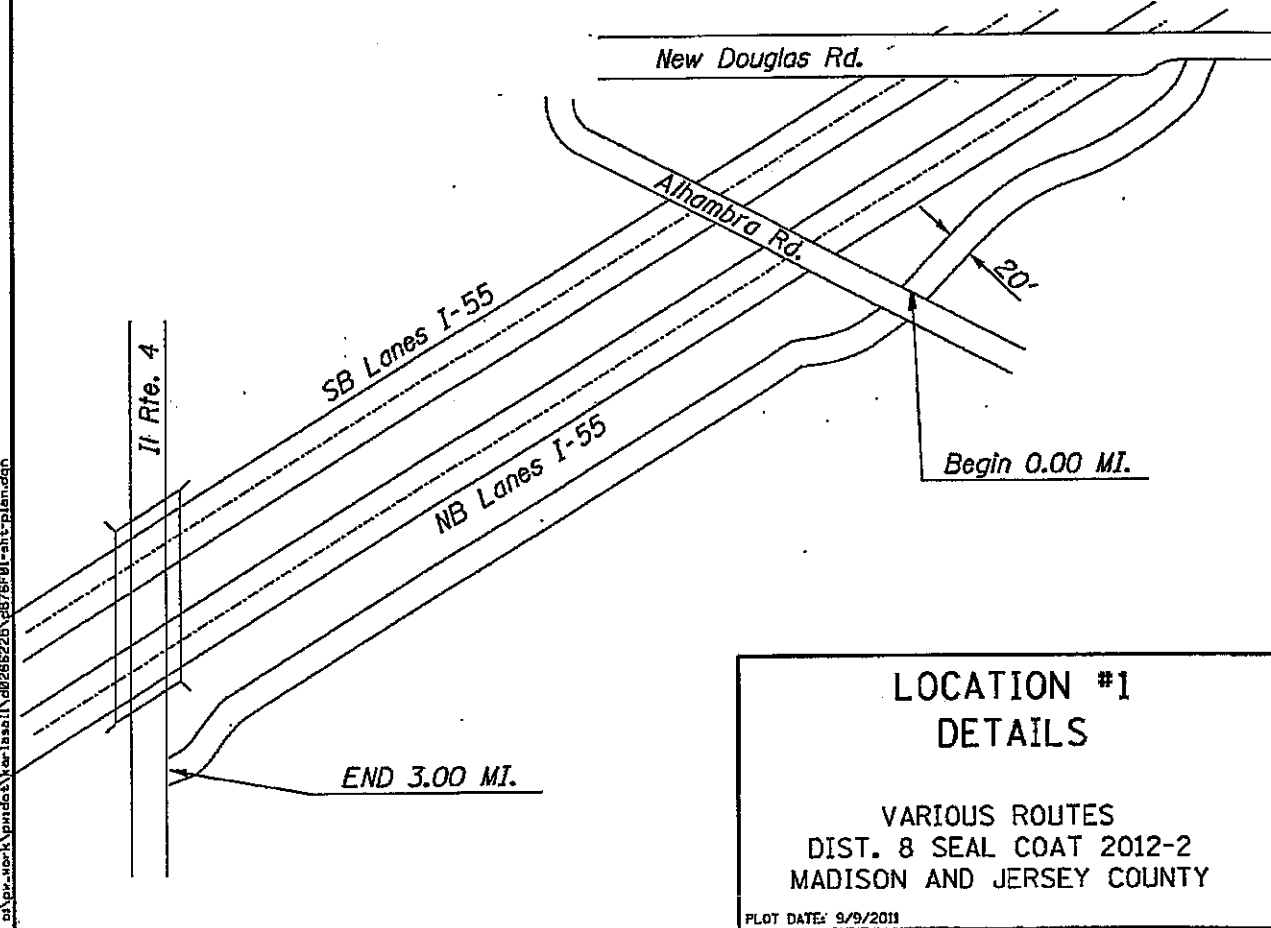 New Douglas Rd.
Alhambra Rd.
20'
SB Lanes I-55
Il Rte. 4
NB Lanes I-55
Begin 0.00 MI.
END 3.00 MI.
LOCATION #1
DETAILS
VARIOUS ROUTES
DIST. 8 SEAL COAT 2012-2
MADISON AND JERSEY COUNTY
PLOT DATE: 9/9/2011